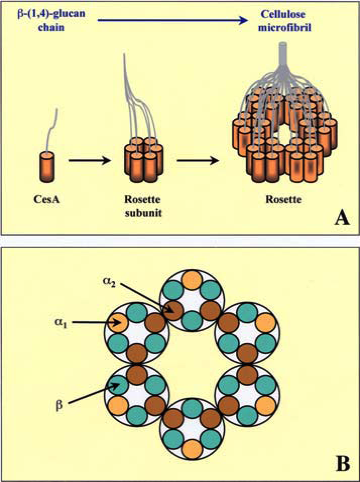 β-(1,4)-glucan
chain
Cellulose
microfibril
CesA
Rosette
subunit
Rosette
A
α2
α1
β
B